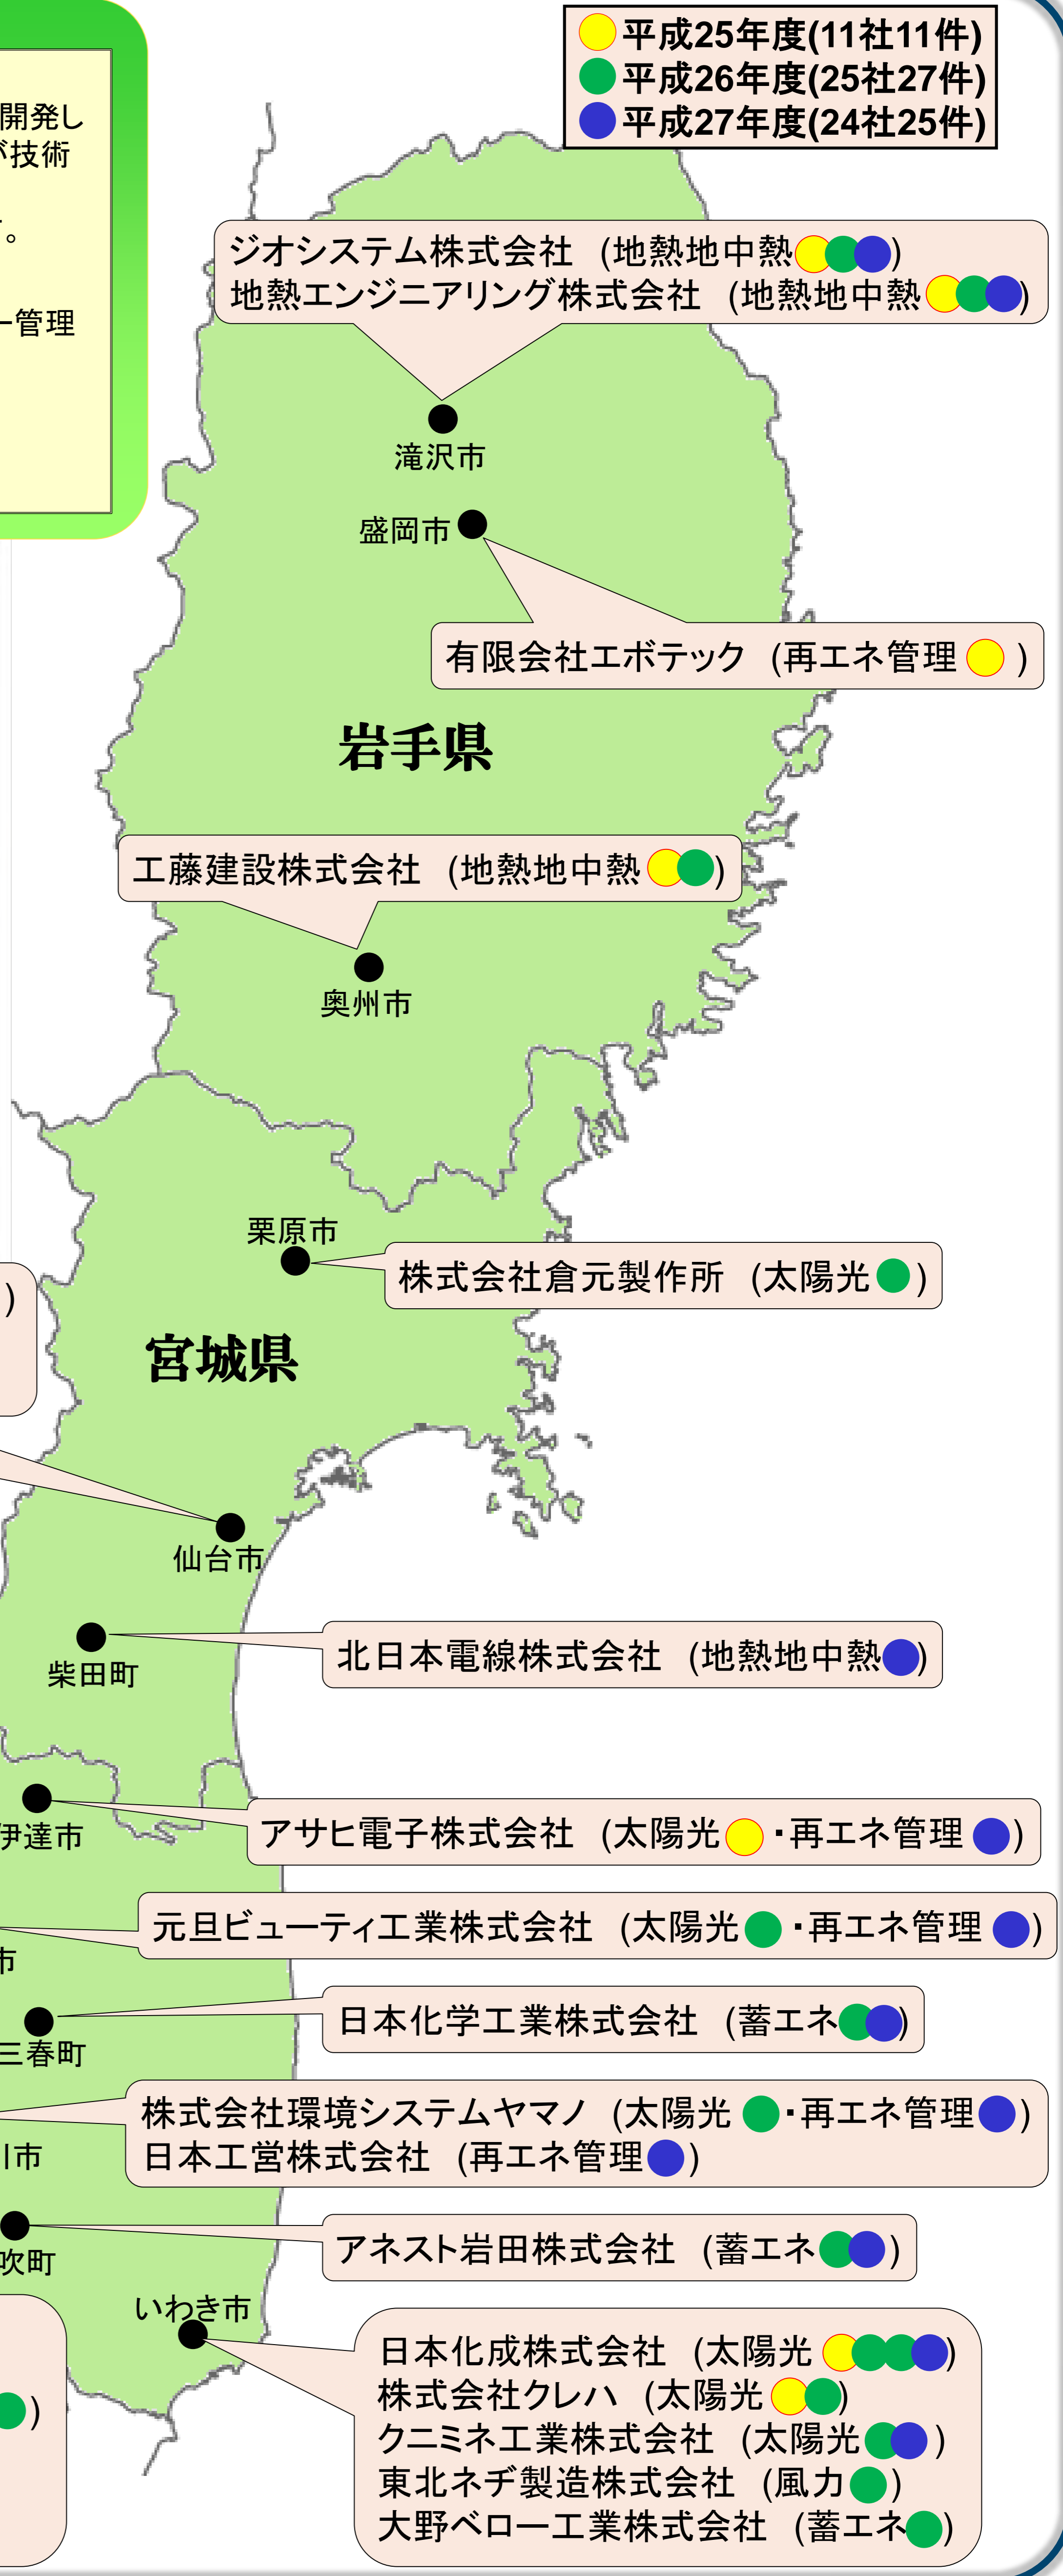 平成25年度(11社11件)
平成26年度(25社27件)
平成27年度(24社25件)
開発し
が技術
。
ー管理
ジオシステム株式会社 (地熱地中熱)
地熱エンジニアリング株式会社 (地熱地中熱)
滝沢市
盛岡市
有限会社エボテック (再エネ管理)
岩手県
工藤建設株式会社 (地熱地中熱)
奥州市
栗原市
株式会社倉元製作所 (太陽光)
)
宮城県
仙台市
北日本電線株式会社 (地熱地中熱)
柴田町
アサヒ電子株式会社 (太陽光・再エネ管理)
伊達市
元旦ビューティ工業株式会社 (太陽光・再エネ管理)
市
日本化学工業株式会社 (蓄エネ)
三春町
株式会社環境システムヤマノ (太陽光・再エネ管理)
日本工営株式会社 (再エネ管理)
川市
アネスト岩田株式会社 (蓄エネ)
吹町
いわき市
日本化成株式会社 (太陽光)
株式会社クレハ (太陽光)
)
クニミネ工業株式会社 (太陽光)
東北ネヂ製造株式会社 (風力)
大野ベロー工業株式会社 (蓄エネ)